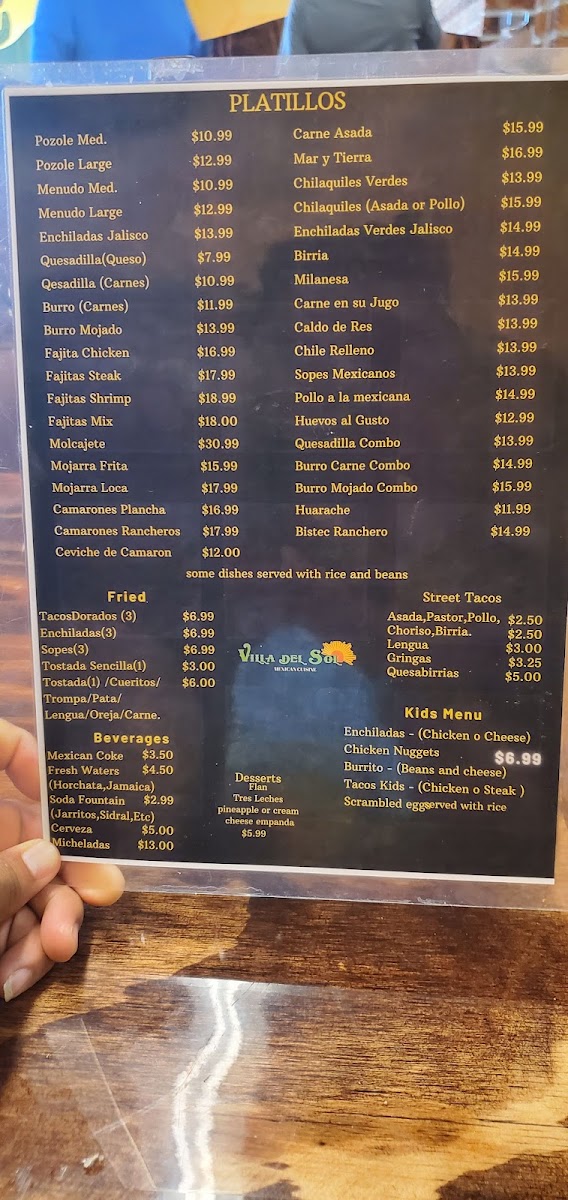 PLATILLOS
Pozole Med. $10.99
Pozole Large $12.99
Menudo Med. $10.99
Menudo Large $12.99
Enchiladas Jalisco $13.99
Quesadilla(Queso) $7.99
Qesadilla (Carnes) $10.99
Burro (Carnes) $11.99
Burro Mojado $13.99
Fajita Chicken $16.99
Fajitas Steak $17.99
Fajitas Shrimp $18.99
Fajitas Mix $18.00
Molcajete $30.99
Mojarra Frita $15.99
Mojarra Loca $17.99
Camarones Plancha $16.99
Camarones Rancheros $17.99
Ceviche de Camaron $12.00
Carne Asada $15.99
Mar y Tierra $16.99
Chilaquiles Verdes $13.99
Chilaquiles (Asada or Pollo) $15.99
Enchiladas Verdes Jalisco $14.99
Birria $14.99
Milanesa $15.99
Carne en su Jugo $13.99
Caldo de Res $13.99
Chile Relleno $13.99
Sopes Mexicanos $13.99
Pollo a la mexicana $14.99
Huevos al Gusto $12.99
Quesadilla Combo $13.99
Burro Carne Combo $14.99
Burro Mojado Combo $15.99
Huarache $11.99
Bistec Ranchero $14.99
some dishes served with rice and beans
Fried
TacosDorados (3) $6.99
Enchiladas(3) $6.99
Sopes(3) $6.99
Tostada Sencilla(1) $3.00
Tostada(1) /Cueritos/ $6.00
Trompa/Pata/
Lengua/Oreja/Carne.
Beverages
Mexican Coke $3.50
Fresh Waters $4.50
(Horchata,Jamaica)
Soda Fountain $2.99
(Jarritos,Sidral,Etc)
Cerveza $5.00
Micheladas $13.00
VILLA DEL SOL
MEXICAN CUISINE
Desserts
Flan
Tres Leches
pineapple or cream
cheese empanda
$5.99
Street Tacos
Asada,Pastor,Pollo, $2.50
Choriso,Birria. $2.50
Lengua $3.00
Gringas $3.25
Quesabirrias $5.00
Kids Menu
Enchiladas - (Chicken o Cheese)
Chicken Nuggets $6.99
Burrito - (Beans and cheese)
Tacos Kids - (Chicken o Steak )
Scrambled eggs served with rice